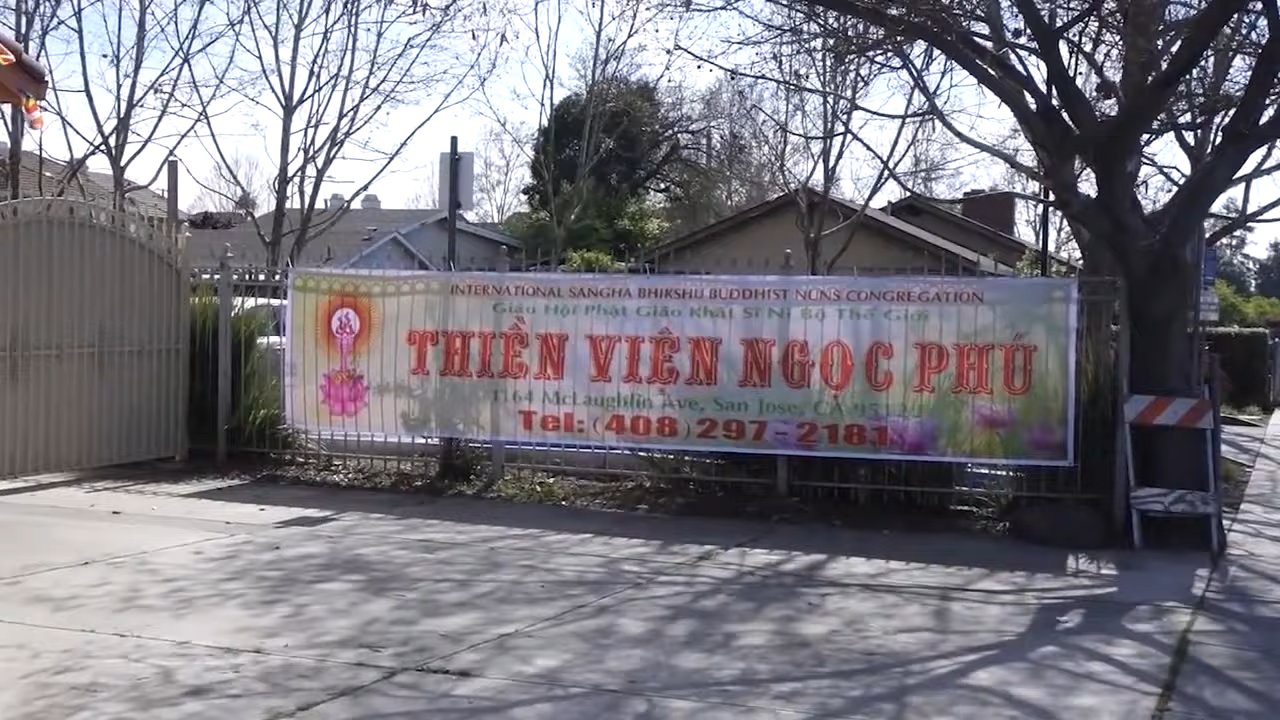 INTERNATIONAL SANGHA BHIKSHU BUDDHIST NUNS CONGREGATION
Giáo Hội Phật Giáo Khất Sĩ Ni Bộ Thế Giới
THIỀN VIÊN NGỌC PHÚ
1164 McLaughlin Ave, San Jose, CA
Tel: (408) 297 - 2181